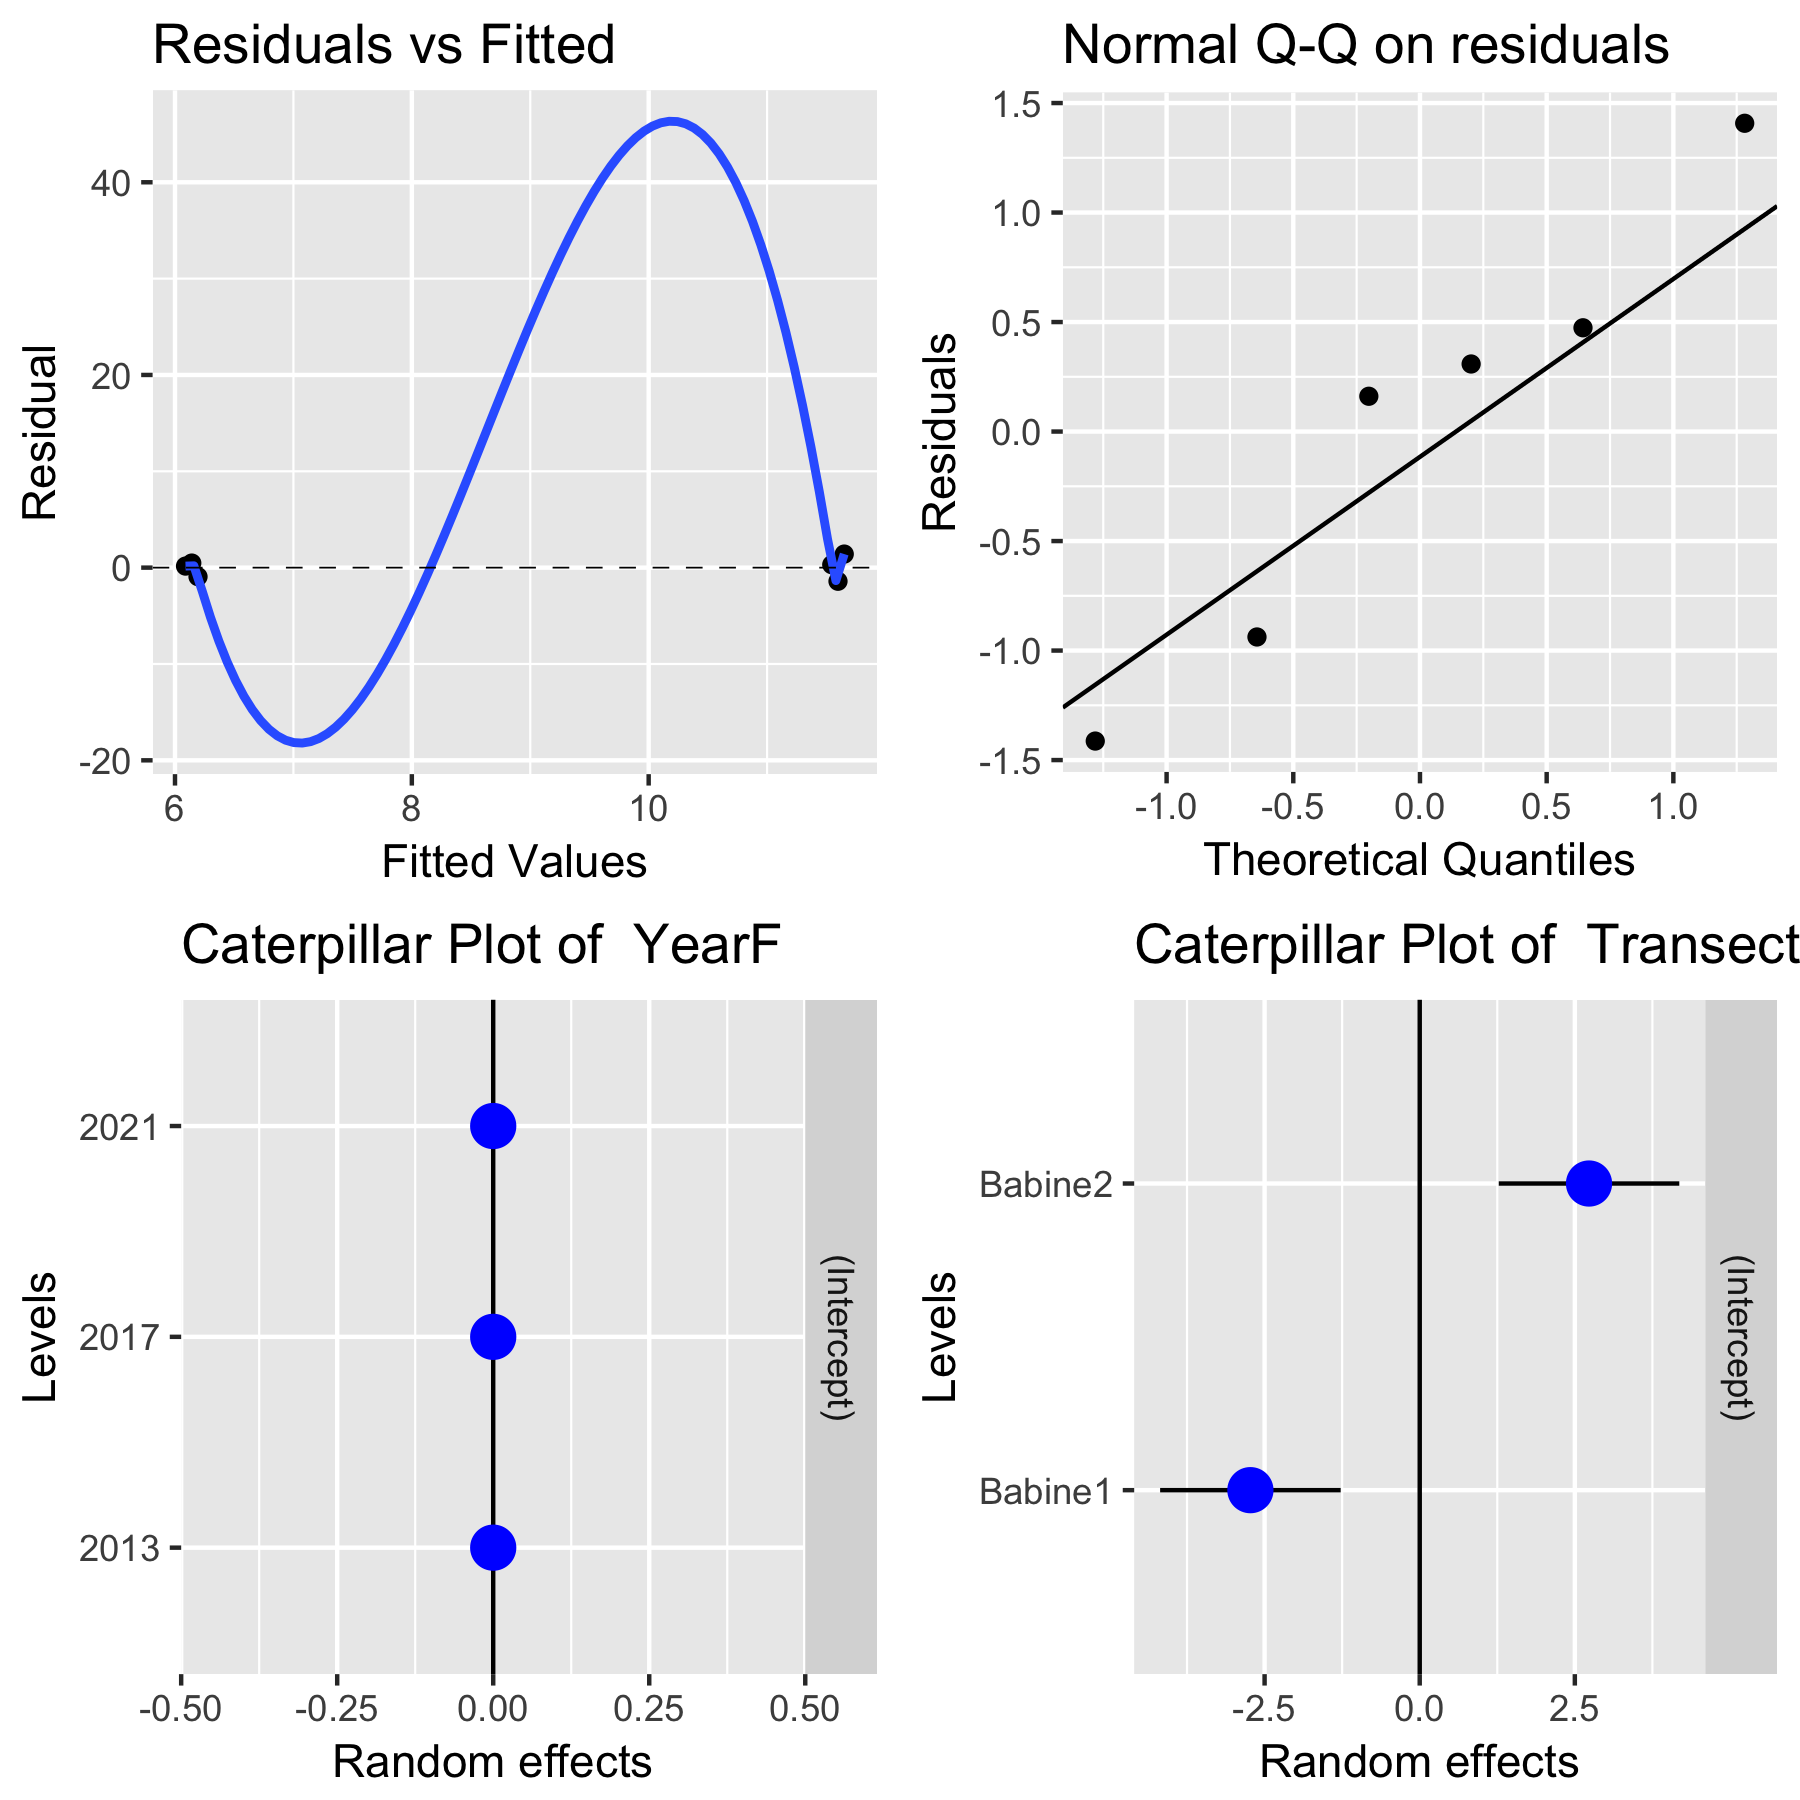 Residuals vs Fitted
Residual
40
20
0
-20
6 8 10
Fitted Values
Normal Q-Q on residuals
Residuals
1.5
1.0
0.5
0.0
-0.5
-1.0
-1.5
-1.0 -0.5 0.0 0.5 1.0
Theoretical Quantiles
Caterpillar Plot of  YearF
Levels
2021
2017
2013
(Intercept)
-0.50 -0.25 0.00 0.25 0.50
Random effects
Caterpillar Plot of  Transect
Levels
Babine2
Babine1
(Intercept)
-2.5 0.0 2.5
Random effects